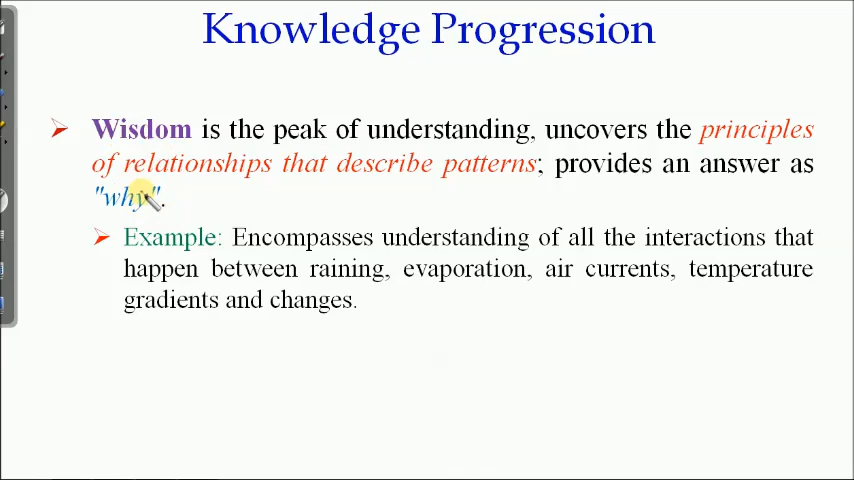 Knowledge Progression
Wisdom is the peak of understanding, uncovers the principles
of relationships that describe patterns; provides an answer as
"why".
Example: Encompasses understanding of all the interactions that
happen between raining, evaporation, air currents, temperature
gradients and changes.